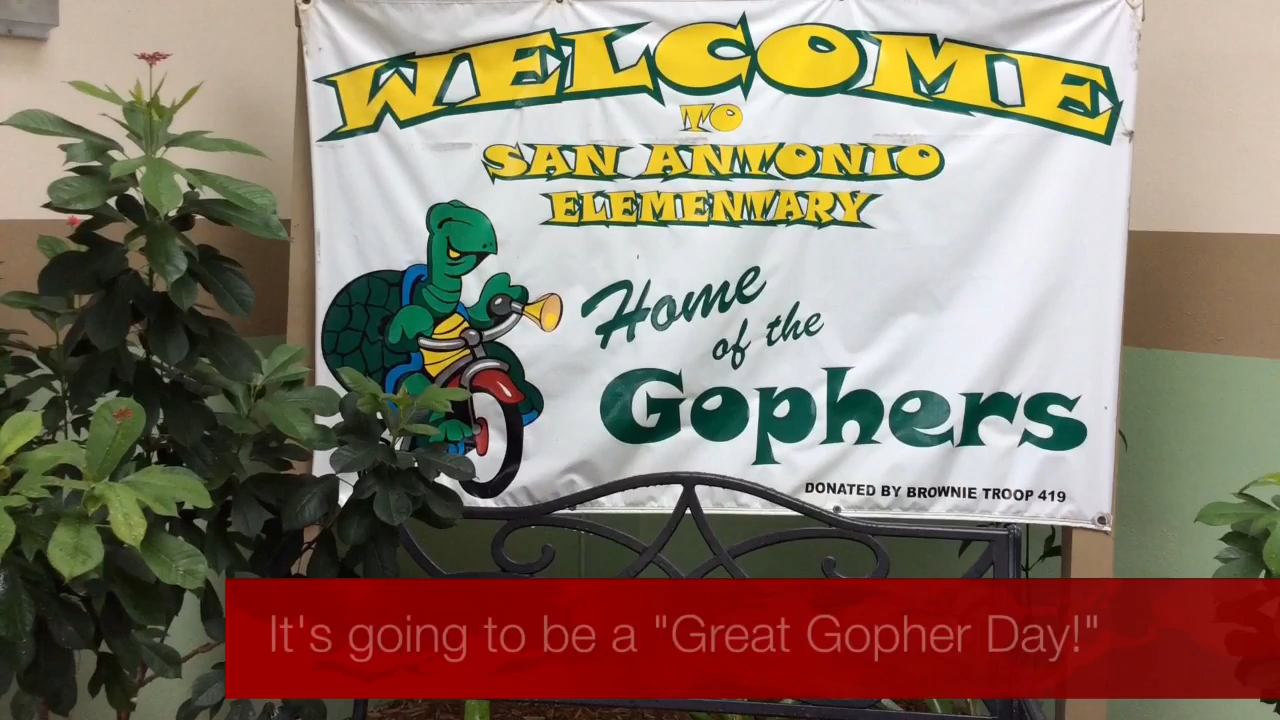 WELCOME
TO
SAN ANTONIO
ELEMENTARY
Home
of the
Gophers
DONATED BY BROWNIE TROOP 419
It's going to be a "Great Gopher Day!"